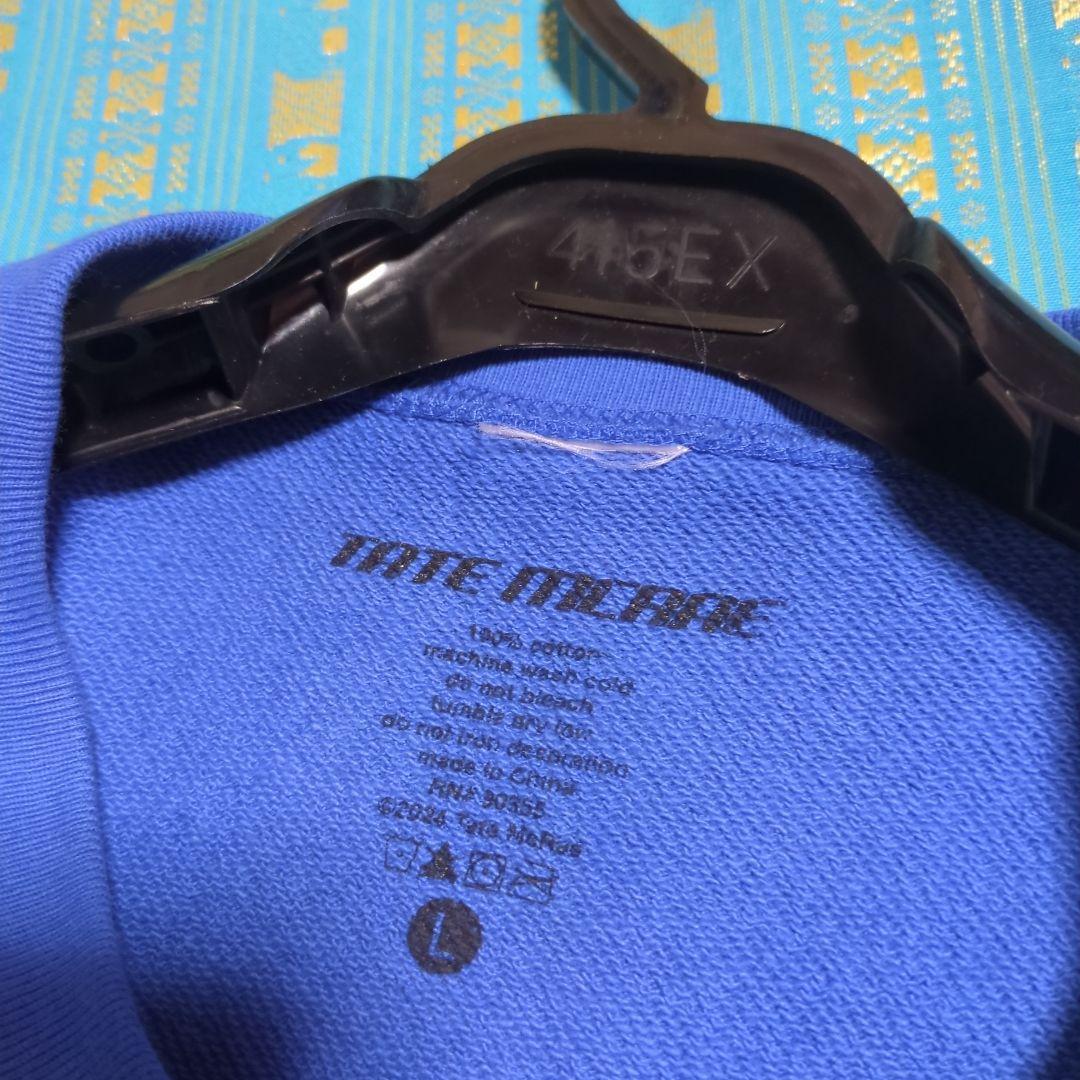 415EX
TATE MCRAE
100% cotton
machine wash cold
do not bleach
tumble dry low
do not iron decoration
made in China
RN# 90355
©2024 Tate McRae
L